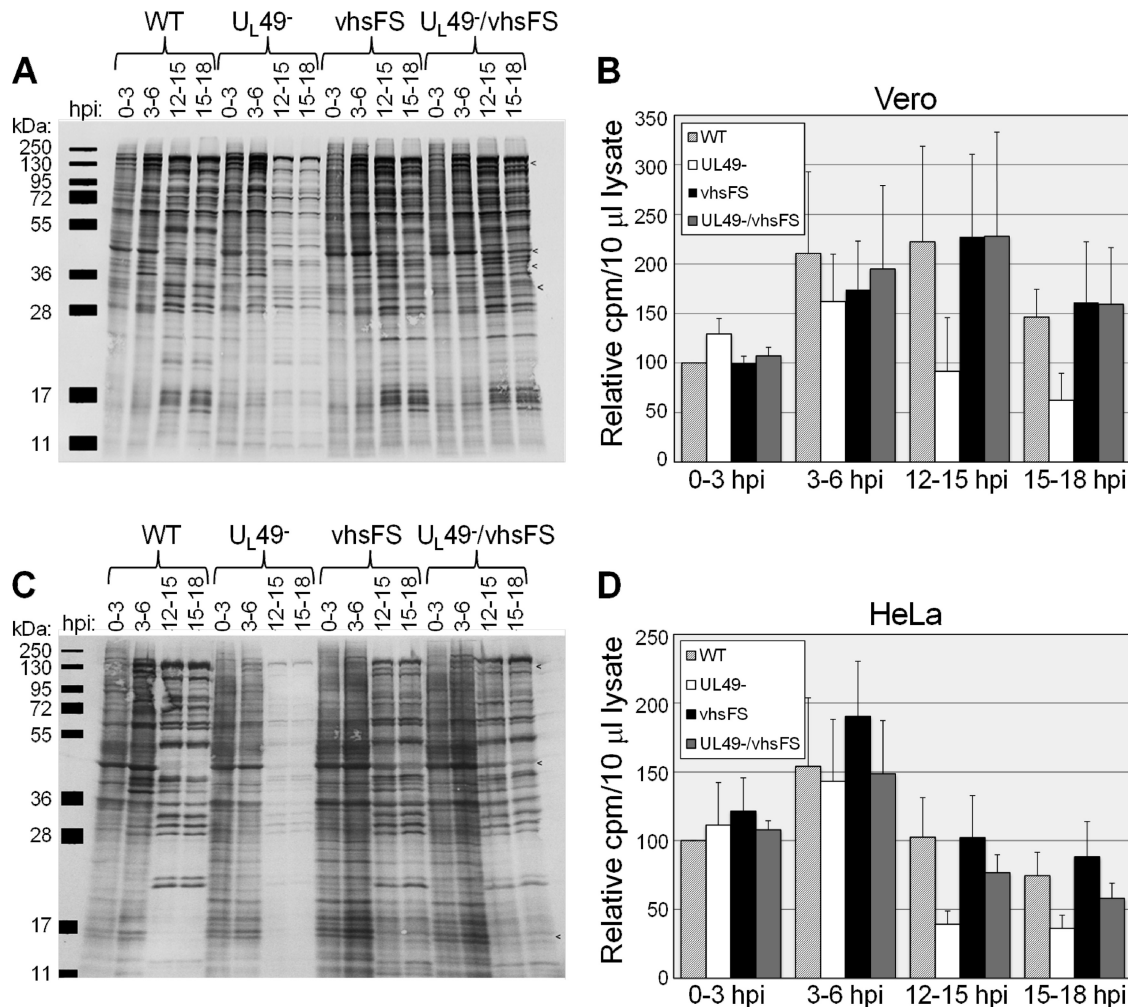 WT UL49- vhsFS UL49-/vhsFS
A
hpi: 0-3 3-6 12-15 15-18 0-3 3-6 12-15 15-18 0-3 3-6 12-15 15-18 0-3 3-6 12-15 15-18
kDa:
250
130
95
72
55
36
28
17
11
<
<
<
<
B
Vero
Relative cpm/10 µl lysate
350
300
250
200
150
100
50
0
WT
UL49-
vhsFS
UL49-/vhsFS
0-3 hpi 3-6 hpi 12-15 hpi 15-18 hpi
WT UL49- vhsFS UL49-/vhsFS
C
hpi: 0-3 3-6 12-15 15-18 0-3 3-6 12-15 15-18 0-3 3-6 12-15 15-18 0-3 3-6 12-15 15-18
kDa:
250
130
95
72
55
36
28
17
11
<
<
<
D
HeLa
Relative cpm/10 µl lysate
250
200
150
100
50
0
WT
UL49-
vhsFS
UL49-/vhsFS
0-3 hpi 3-6 hpi 12-15 hpi 15-18 hpi